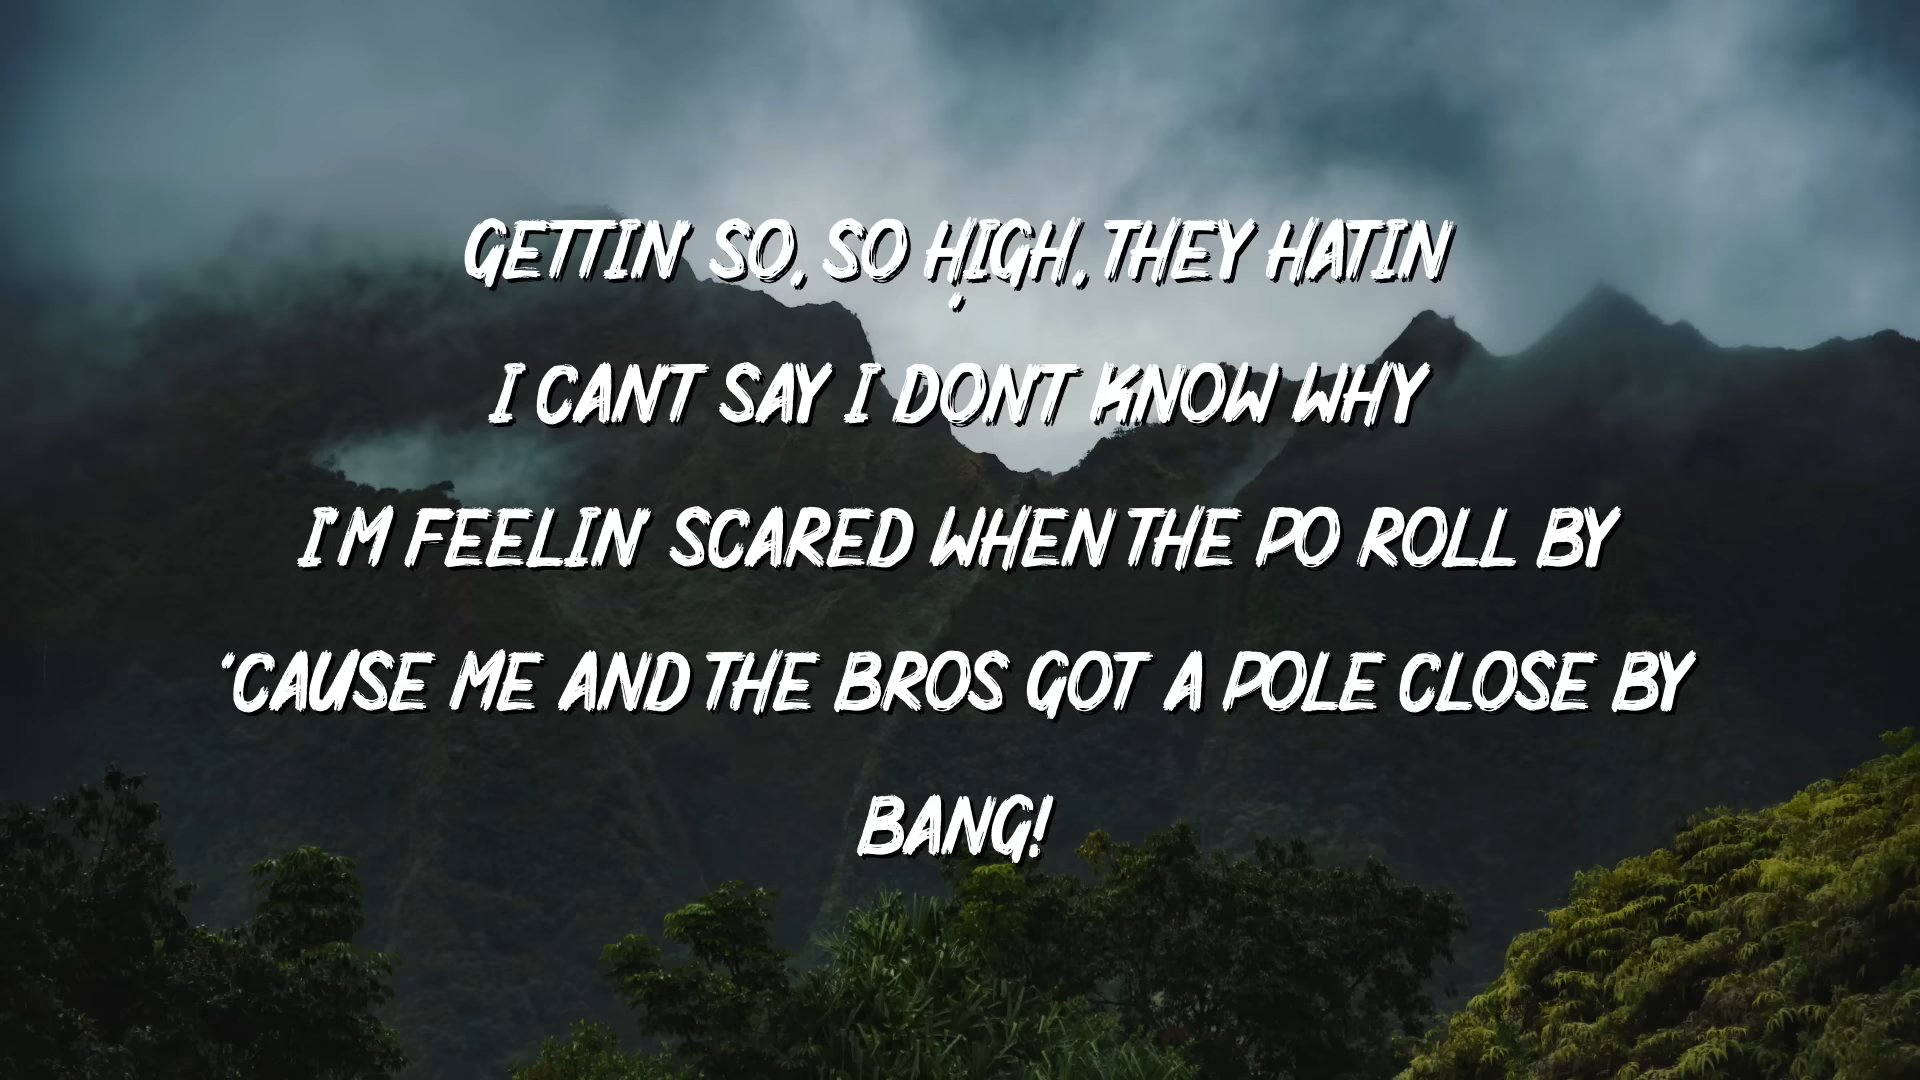 GETTIN' SO, SO HỊGH, THEY HATIN
I CANT SAY I DONT KNOW WHY
I'M FEELIN' SCARED WHEN THE PO ROLL BY
'CAUSE ME AND THE BROS GOT A POLE CLOSE BY
BANG!